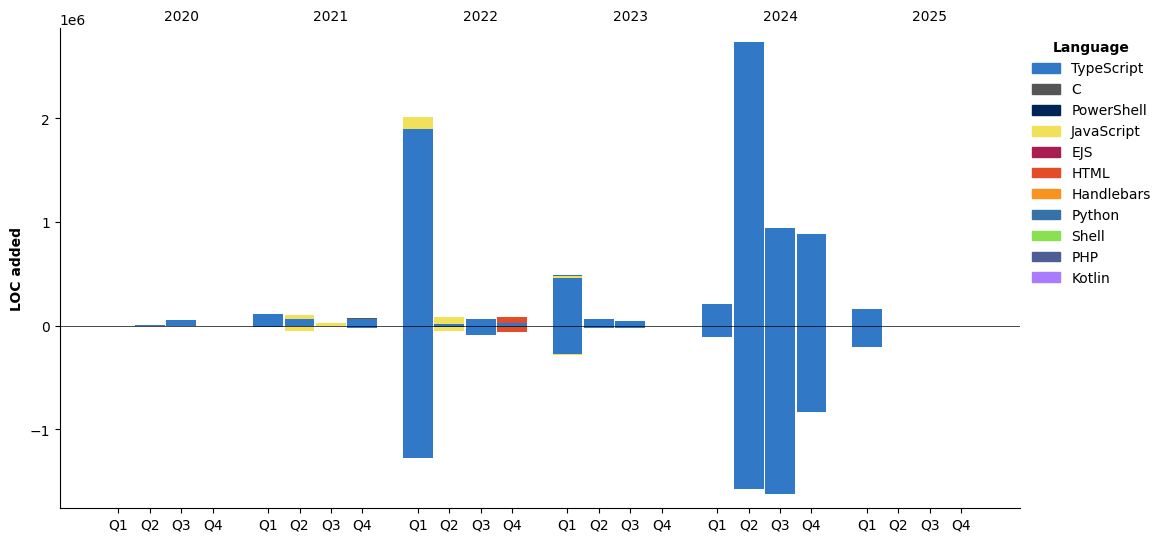 1e6
2020 2021 2022 2023 2024 2025
Language
TypeScript
C
PowerShell
JavaScript
EJS
HTML
Handlebars
Python
Shell
PHP
Kotlin
LOC added
2
1
0
−1
Q1 Q2 Q3 Q4 Q1 Q2 Q3 Q4 Q1 Q2 Q3 Q4 Q1 Q2 Q3 Q4 Q1 Q2 Q3 Q4 Q1 Q2 Q3 Q4